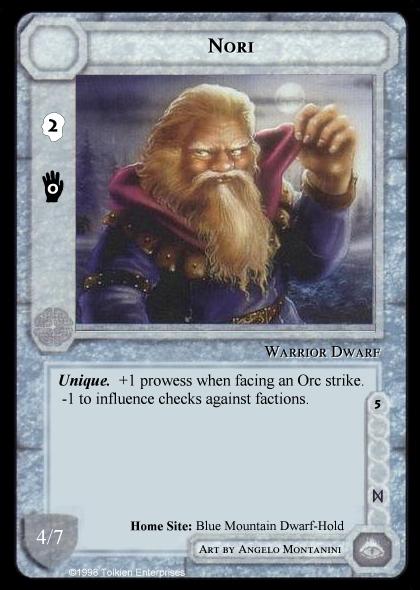 Nori
2
Warrior Dwarf
Unique. +1 prowess when facing an Orc strike.
-1 to influence checks against factions.
5
ᛞ
Home Site: Blue Mountain Dwarf-Hold
4/7
Art by Angelo Montanini
©1998 Tolkien Enterprises